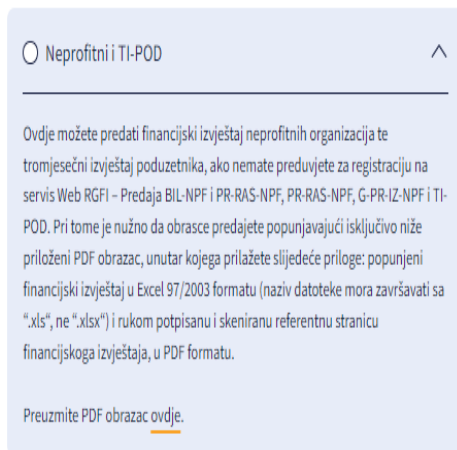 Neprofitni i TI-POD
Ovdje možete predati financijski izvještaj neprofitnih organizacija te
tromjesečni izvještaj poduzetnika, ako nemate preduvjete za registraciju na
servis Web RGFI – Predaja BIL-NPF i PR-RAS-NPF, PR-RAS-NPF, G-PR-IZ-NPF i TI-
POD. Pri tome je nužno da obrasce predajete popunjavajući isključivo niže
priloženi PDF obrazac, unutar kojega prilažete slijedeće priloge: popunjeni
financijski izvještaj u Excel 97/2003 formatu (naziv datoteke mora završavati sa
“.xls“, ne “.xlsx“) i rukom potpisanu i skeniranu referentnu stranicu
financijskoga izvještaja, u PDF formatu.
Preuzmite PDF obrazac ovdje.